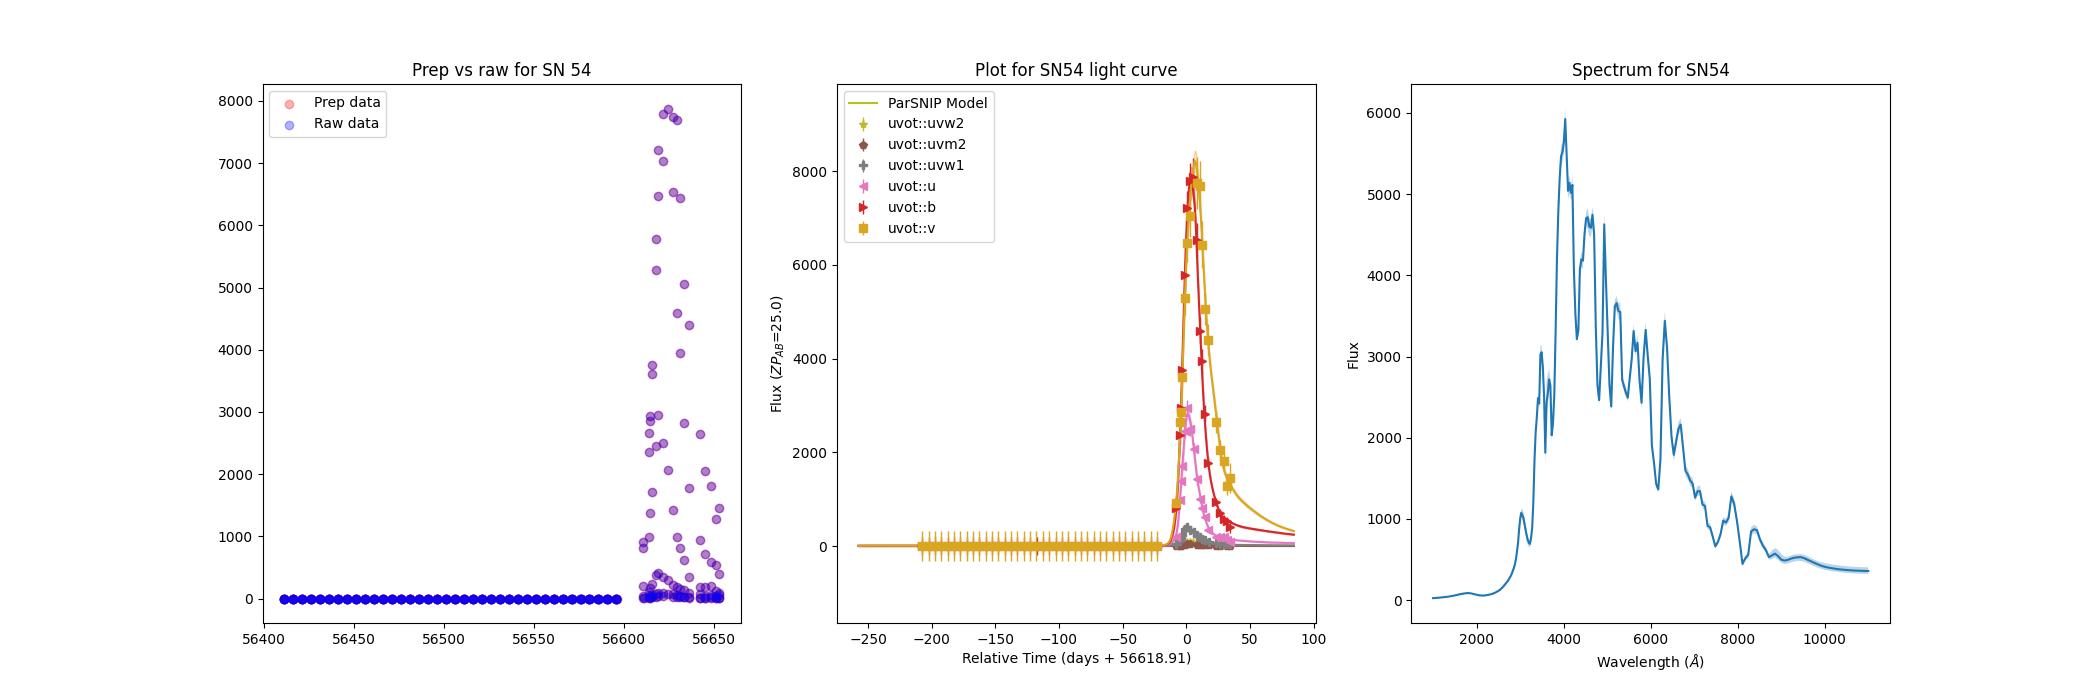 Prep vs raw for SN 54
Prep data
Raw data
8000
7000
6000
5000
4000
3000
2000
1000
0
56400
56450
56500
56550
56600
56650
Plot for SN54 light curve
ParSNIP Model
uvot::uvw2
uvot::uvm2
uvot::uvw1
uvot::u
uvot::b
uvot::v
Flux (ZP_AB=25.0)
8000
6000
4000
2000
0
−250
−200
−150
−100
−50
0
50
100
Relative Time (days + 56618.91)
Spectrum for SN54
Flux
6000
5000
4000
3000
2000
1000
0
2000
4000
6000
8000
10000
Wavelength (Å)